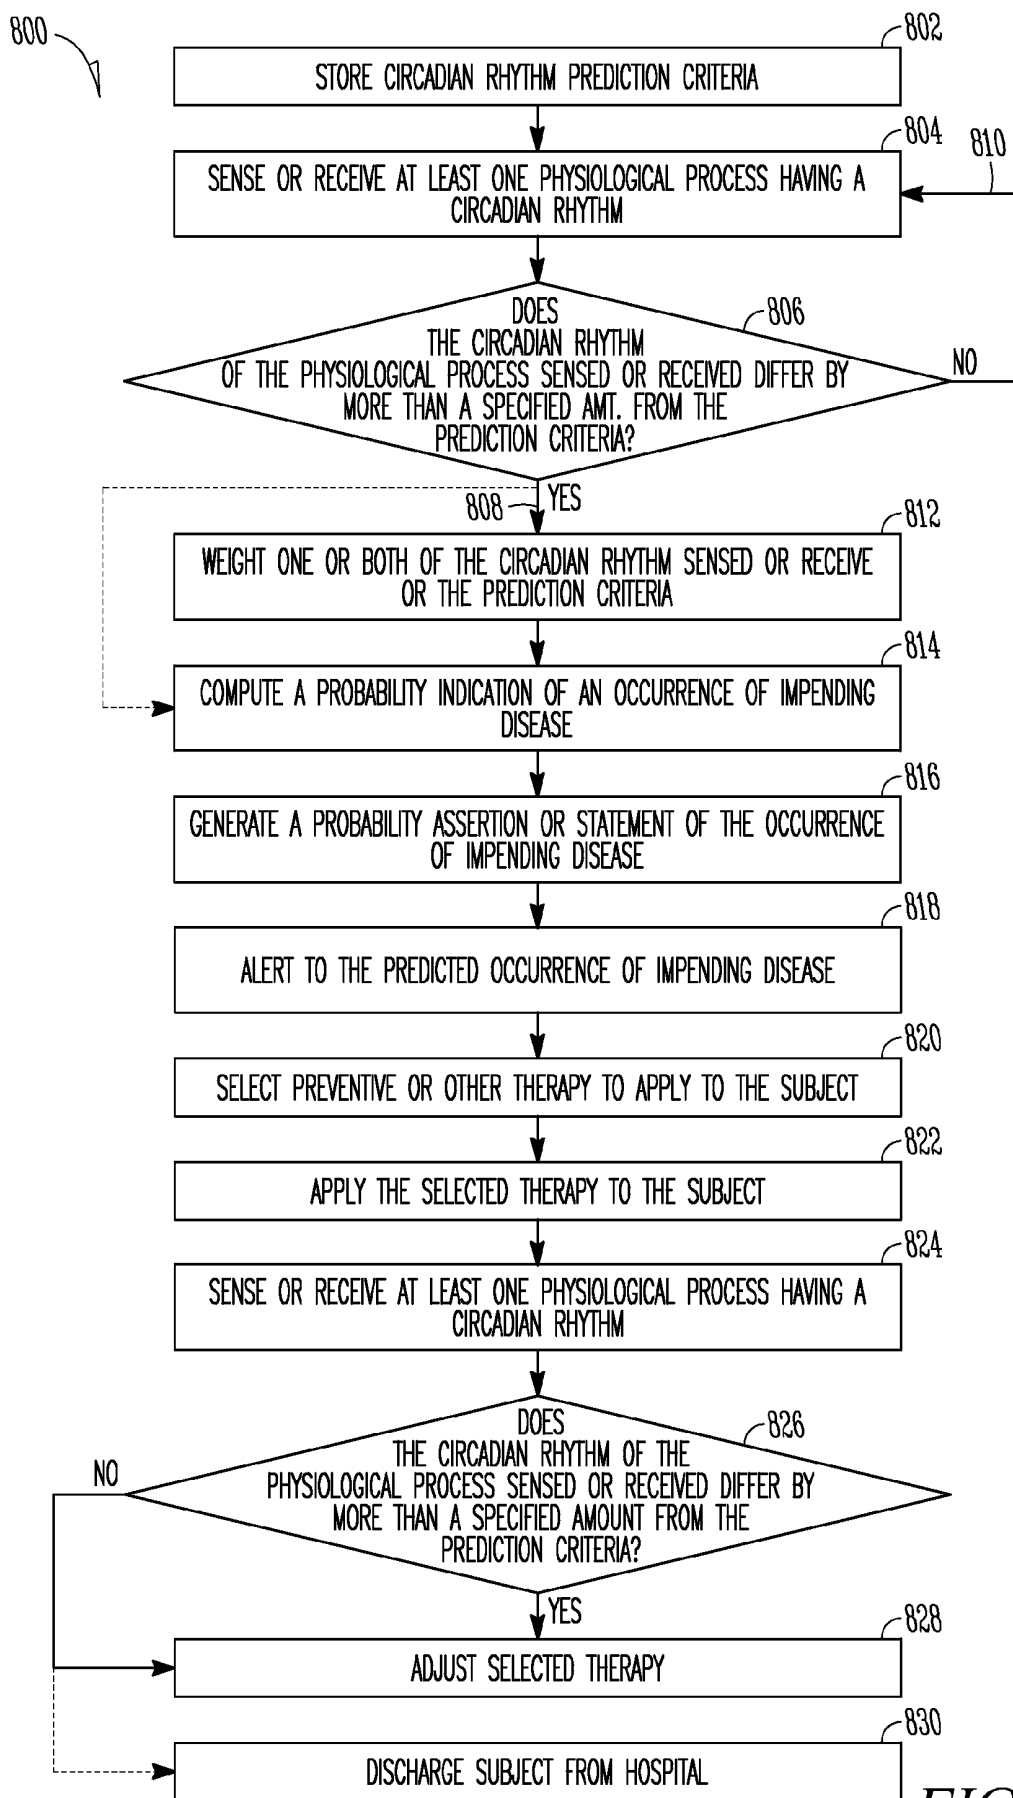 800
802
STORE CIRCADIAN RHYTHM PREDICTION CRITERIA
804
810
SENSE OR RECEIVE AT LEAST ONE PHYSIOLOGICAL PROCESS HAVING A
CIRCADIAN RHYTHM
806
DOES
THE CIRCADIAN RHYTHM
OF THE PHYSIOLOGICAL PROCESS SENSED OR RECEIVED DIFFER BY
MORE THAN A SPECIFIED AMT. FROM THE
PREDICTION CRITERIA?
NO
808
YES
812
WEIGHT ONE OR BOTH OF THE CIRCADIAN RHYTHM SENSED OR RECEIVE
OR THE PREDICTION CRITERIA
814
COMPUTE A PROBABILITY INDICATION OF AN OCCURRENCE OF IMPENDING
DISEASE
816
GENERATE A PROBABILITY ASSERTION OR STATEMENT OF THE OCCURRENCE
OF IMPENDING DISEASE
818
ALERT TO THE PREDICTED OCCURRENCE OF IMPENDING DISEASE
820
SELECT PREVENTIVE OR OTHER THERAPY TO APPLY TO THE SUBJECT
822
APPLY THE SELECTED THERAPY TO THE SUBJECT
824
SENSE OR RECEIVE AT LEAST ONE PHYSIOLOGICAL PROCESS HAVING A
CIRCADIAN RHYTHM
826
DOES
THE CIRCADIAN RHYTHM OF THE
PHYSIOLOGICAL PROCESS SENSED OR RECEIVED DIFFER BY
MORE THAN A SPECIFIED AMOUNT FROM THE
PREDICTION CRITERIA?
NO
YES
828
ADJUST SELECTED THERAPY
830
DISCHARGE SUBJECT FROM HOSPITAL